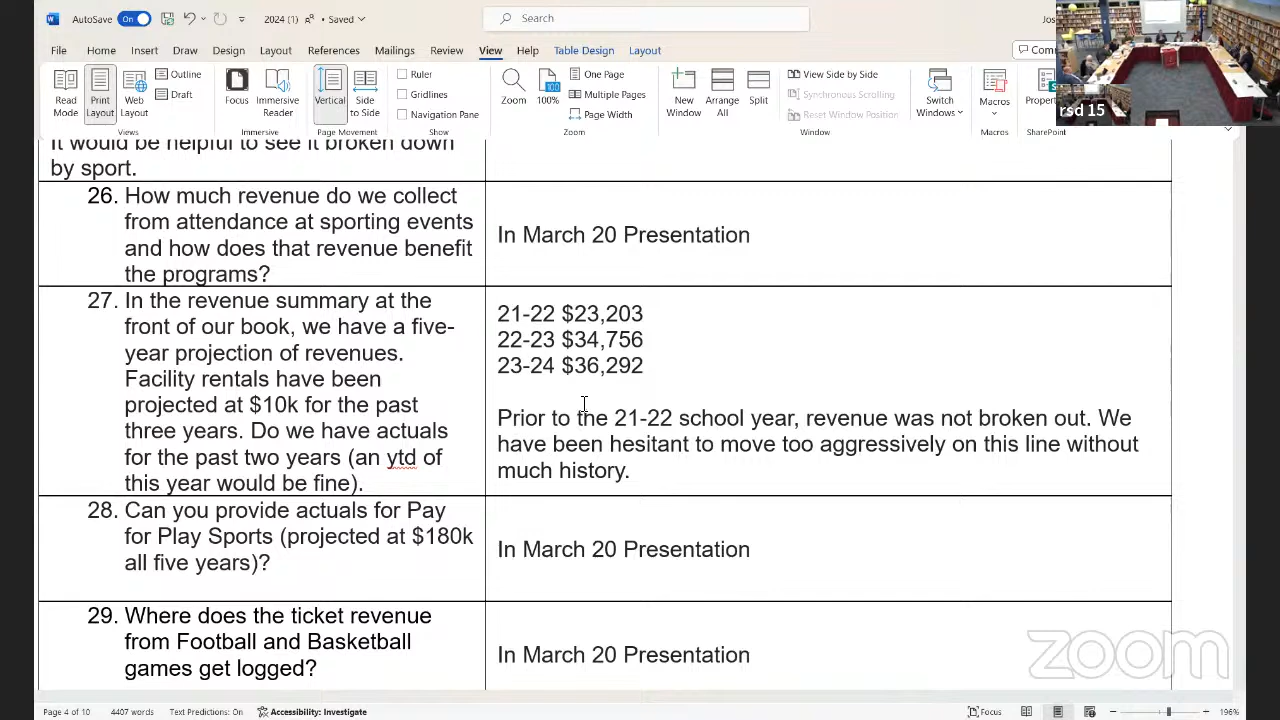 AutoSave On 2024 (1) • Saved Search Jos
File Home Insert Draw Design Layout References Mailings Review View Help Table Design Layout Comm
Read Mode Print Layout Web Layout Outline Draft Focus Immersive Reader Vertical Side to Side Ruler Gridlines Navigation Pane Zoom 100% One Page Multiple Pages Page Width New Window Arrange All Split View Side by Side Synchronous Scrolling Reset Window Position Switch Windows Macros Propert
Views Immersive Page Movement Show Zoom Window Macros SharePoint
rsd 15
It would be helpful to see it broken down
by sport.
26. How much revenue do we collect
from attendance at sporting events
and how does that revenue benefit
the programs?
In March 20 Presentation
27. In the revenue summary at the
front of our book, we have a five-
year projection of revenues.
Facility rentals have been
projected at $10k for the past
three years. Do we have actuals
for the past two years (an ytd of
this year would be fine).
21-22 $23,203
22-23 $34,756
23-24 $36,292
Prior to the 21-22 school year, revenue was not broken out. We
have been hesitant to move too aggressively on this line without
much history.
28. Can you provide actuals for Pay
for Play Sports (projected at $180k
all five years)?
In March 20 Presentation
29. Where does the ticket revenue
from Football and Basketball
games get logged?
In March 20 Presentation
zoom
Page 4 of 10 4407 words Text Predictions: On Accessibility: Investigate Focus 196%